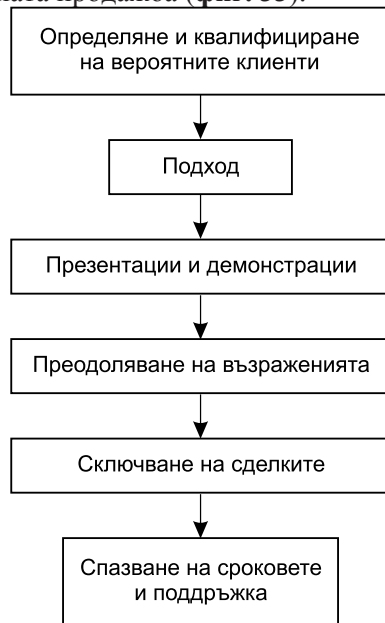 Определяне и квалифициране
на вероятните клиенти
Подход
Презентации и демонстрации
Преодоляване на възраженията
Сключване на сделките
Спазване на сроковете
и поддръжка